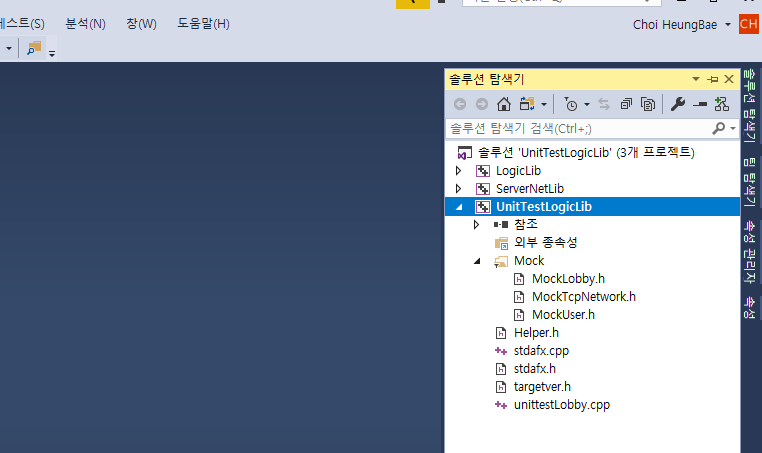 분석(N) 창(W) 도움말(H)
Choi HeungBae CH
솔루션 탐색기
솔루션 탐색기 검색(Ctrl+;)
솔루션 'UnitTestLogicLib' (3개 프로젝트)
LogicLib
ServerNetLib
UnitTestLogicLib
참조
외부 종속성
Mock
MockLobby.h
MockTcpNetwork.h
MockUser.h
Helper.h
stdafx.cpp
stdafx.h
targetver.h
unittestLobby.cpp
솔루션 탐색기
팀 탐색기
속성 관리자
속성